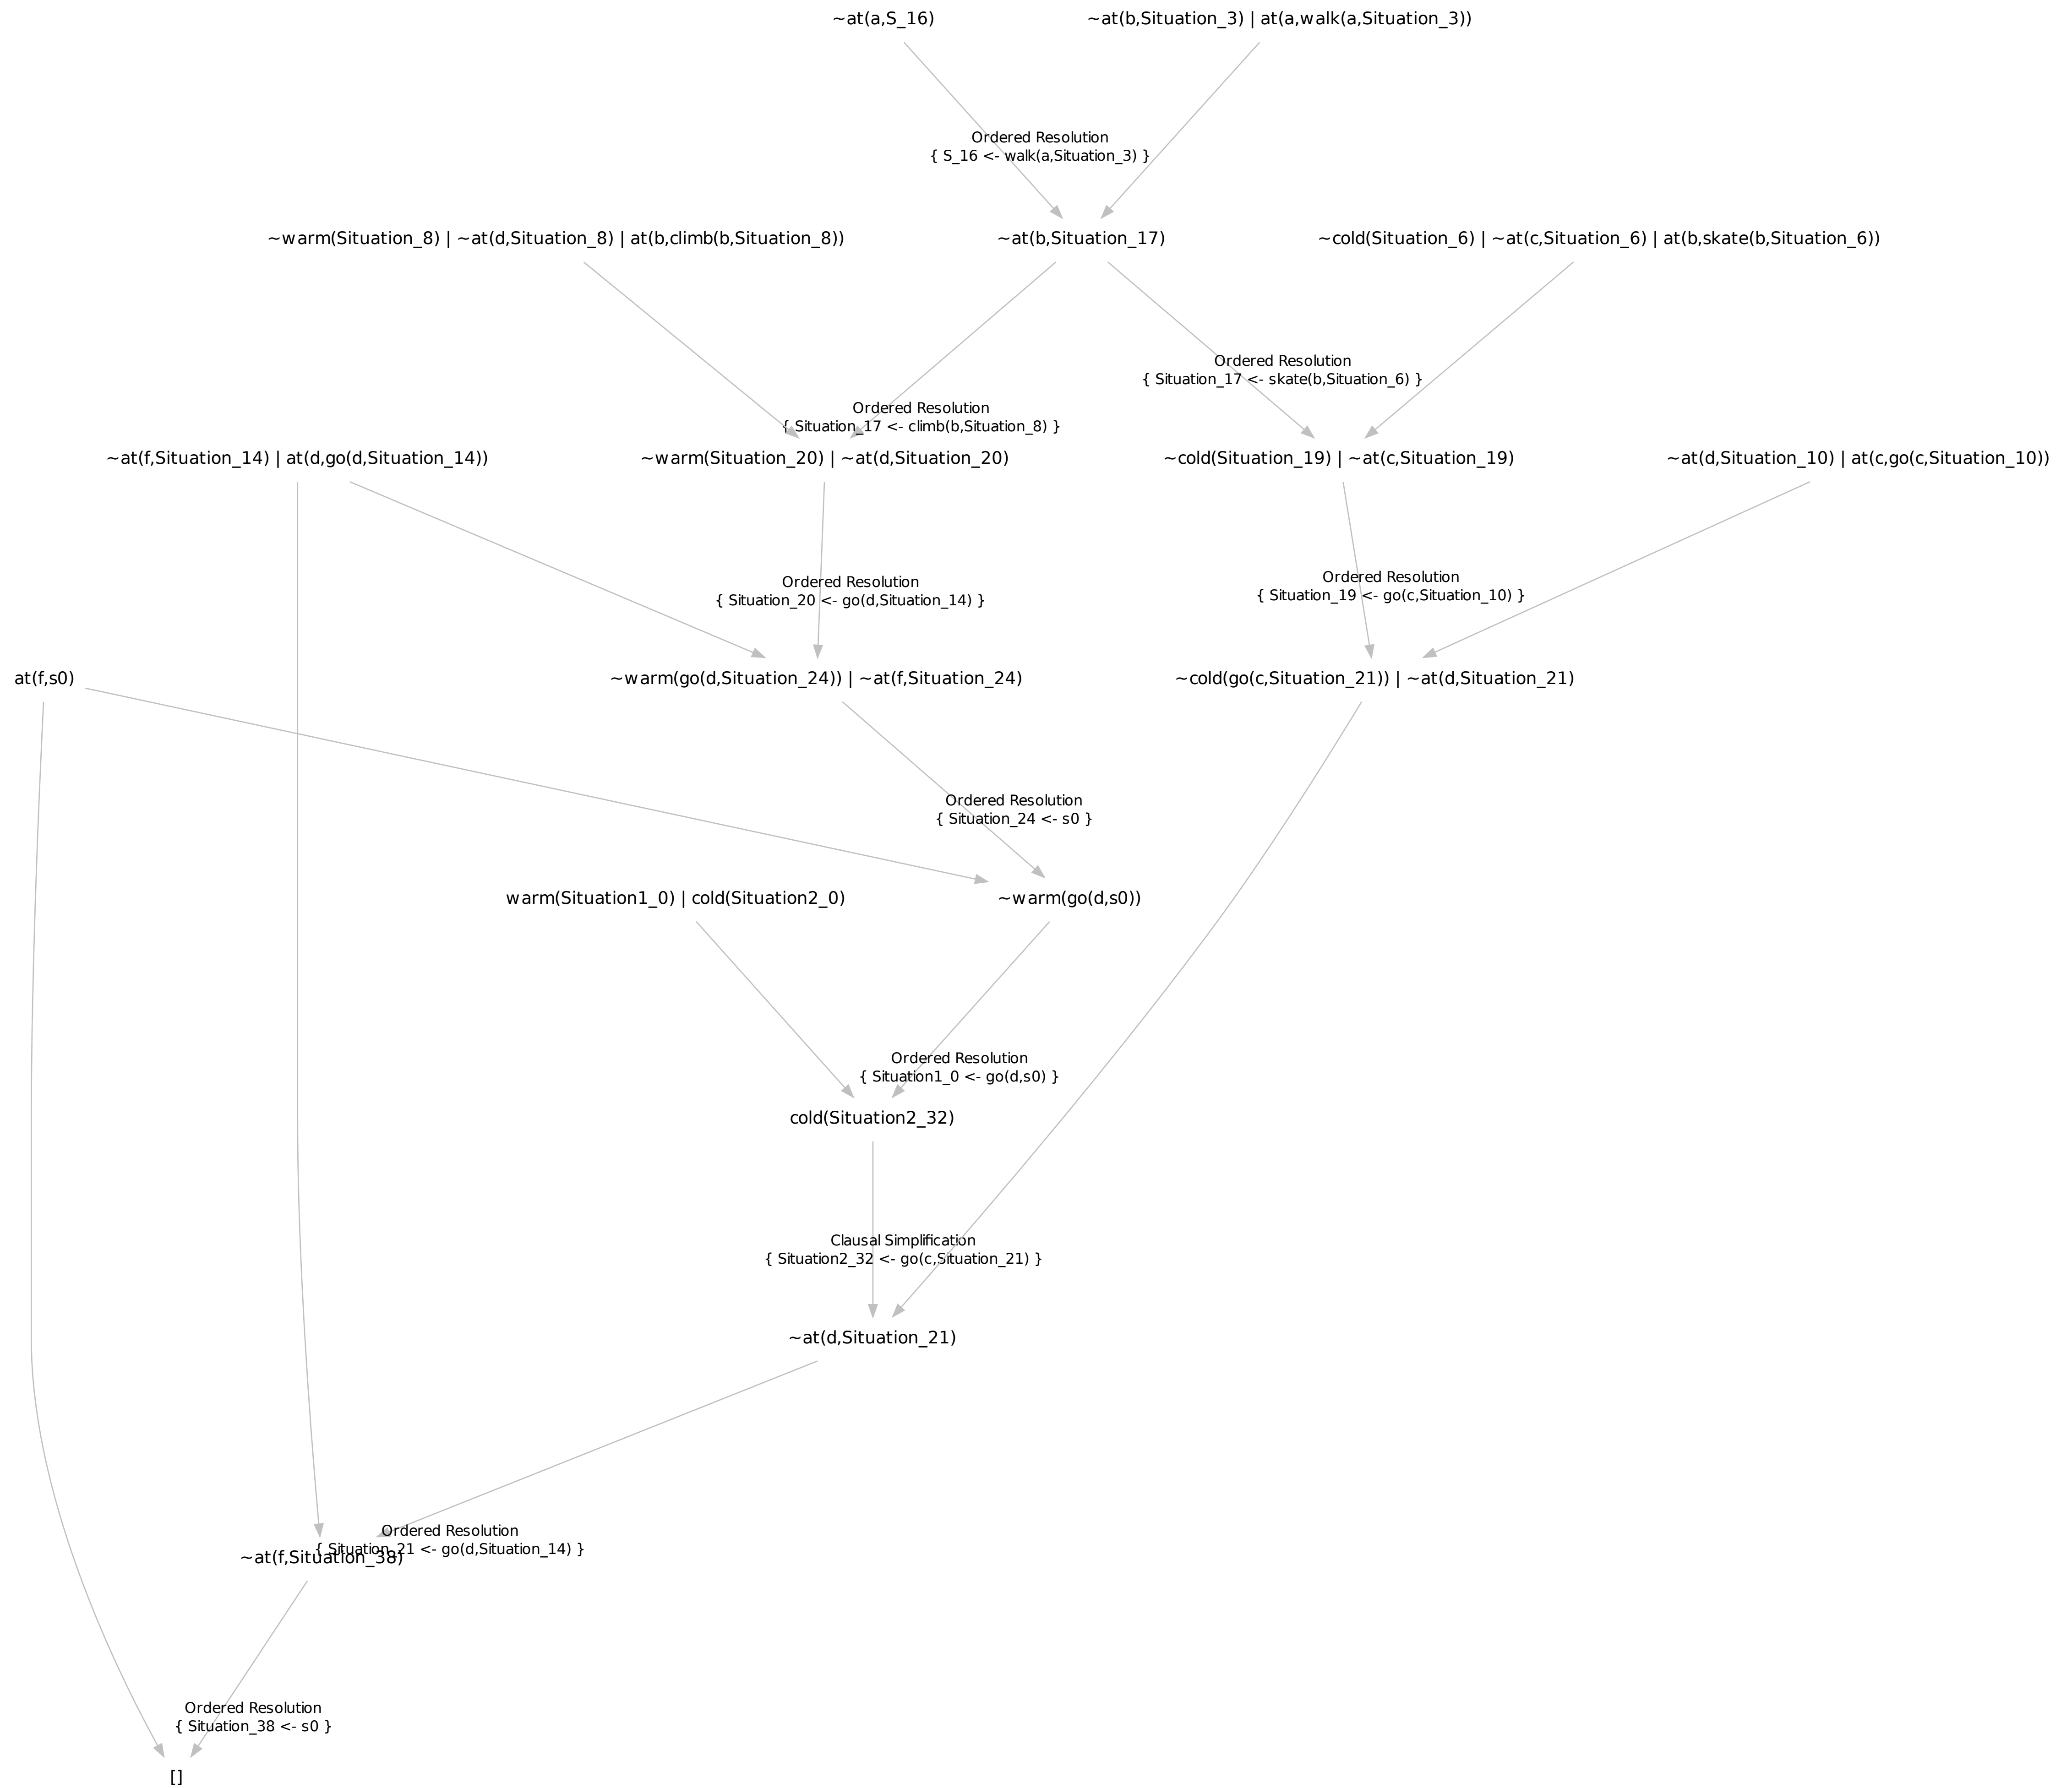 ~at(a,S_16)
~at(b,Situation_3) | at(a,walk(a,Situation_3))
Ordered Resolution
{ S_16 <- walk(a,Situation_3) }
~warm(Situation_8) | ~at(d,Situation_8) | at(b,climb(b,Situation_8))
~at(b,Situation_17)
~cold(Situation_6) | ~at(c,Situation_6) | at(b,skate(b,Situation_6))
Ordered Resolution
{ Situation_17 <- skate(b,Situation_6) }
Ordered Resolution
{ Situation_17 <- climb(b,Situation_8) }
~at(f,Situation_14) | at(d,go(d,Situation_14))
~warm(Situation_20) | ~at(d,Situation_20)
~cold(Situation_19) | ~at(c,Situation_19)
~at(d,Situation_10) | at(c,go(c,Situation_10))
Ordered Resolution
{ Situation_20 <- go(d,Situation_14) }
Ordered Resolution
{ Situation_19 <- go(c,Situation_10) }
at(f,s0)
~warm(go(d,Situation_24)) | ~at(f,Situation_24)
~cold(go(c,Situation_21)) | ~at(d,Situation_21)
Ordered Resolution
{ Situation_24 <- s0 }
warm(Situation1_0) | cold(Situation2_0)
~warm(go(d,s0))
Ordered Resolution
{ Situation1_0 <- go(d,s0) }
cold(Situation2_32)
Clausal Simplification
{ Situation2_32 <- go(c,Situation_21) }
~at(d,Situation_21)
Ordered Resolution
{ Situation_21 <- go(d,Situation_14) }
~at(f,Situation_38)
Ordered Resolution
{ Situation_38 <- s0 }
[]